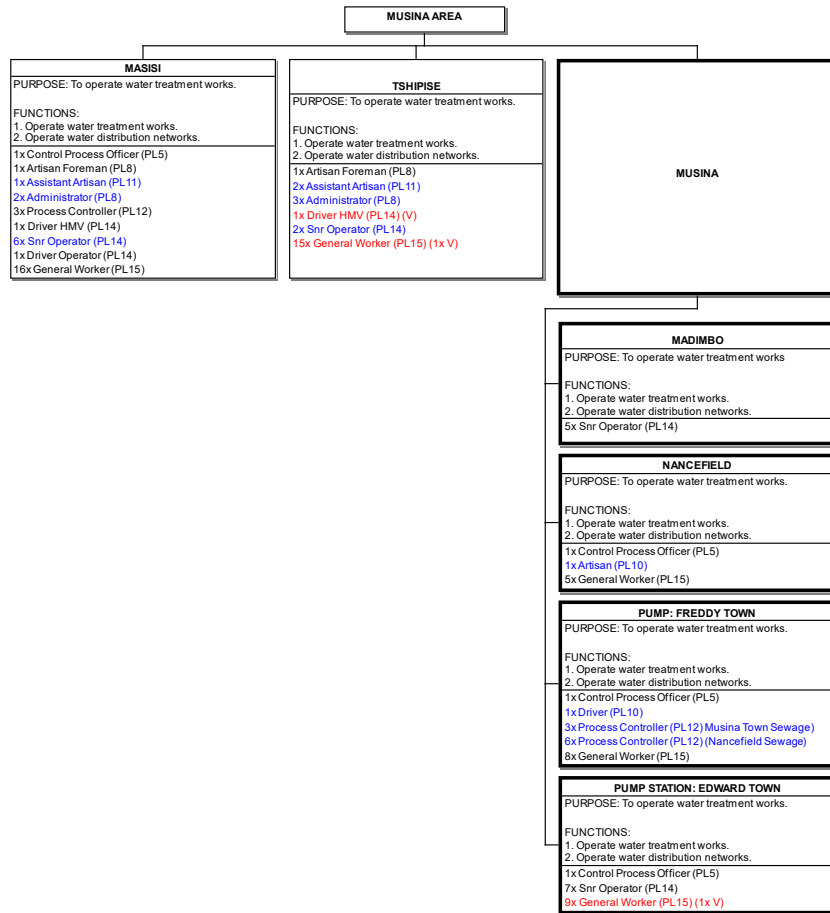 MUSINA AREA
MASISI
PURPOSE: To operate water treatment works.
FUNCTIONS:
1. Operate water treatment works.
2. Operate water distribution networks.
1x Control Process Officer (PL5)
1x Artisan Foreman (PL8)
1x Assistant Artisan (PL11)
2x Administrator (PL8)
3x Process Controller (PL12)
1x Driver HMV (PL14)
6x Snr Operator (PL14)
1x Driver Operator (PL14)
16x General Worker (PL15)
TSHIPISE
PURPOSE: To operate water treatment works.
FUNCTIONS:
1. Operate water treatment works.
2. Operate water distribution networks.
1x Artisan Foreman (PL8)
2x Assistant Artisan (PL11)
3x Administrator (PL8)
1x Driver HMV (PL14) (V)
2x Snr Operator (PL14)
15x General Worker (PL15) (1x V)
MUSINA
MADIMBO
PURPOSE: To operate water treatment works
FUNCTIONS:
1. Operate water treatment works.
2. Operate water distribution networks.
5x Snr Operator (PL14)
NANCEFIELD
PURPOSE: To operate water treatment works.
FUNCTIONS:
1. Operate water treatment works.
2. Operate water distribution networks.
1x Control Process Officer (PL5)
1x Artisan (PL10)
5x General Worker (PL15)
PUMP: FREDDY TOWN
PURPOSE: To operate water treatment works.
FUNCTIONS:
1. Operate water treatment works.
2. Operate water distribution networks.
1x Control Process Officer (PL5)
1x Driver (PL10)
3x Process Controller (PL12) Musina Town Sewage)
6x Process Controller (PL12) (Nancefield Sewage)
8x General Worker (PL15)
PUMP STATION: EDWARD TOWN
PURPOSE: To operate water treatment works.
FUNCTIONS:
1. Operate water treatment works.
2. Operate water distribution networks.
1x Control Process Officer (PL5)
7x Snr Operator (PL14)
9x General Worker (PL15) (1x V)